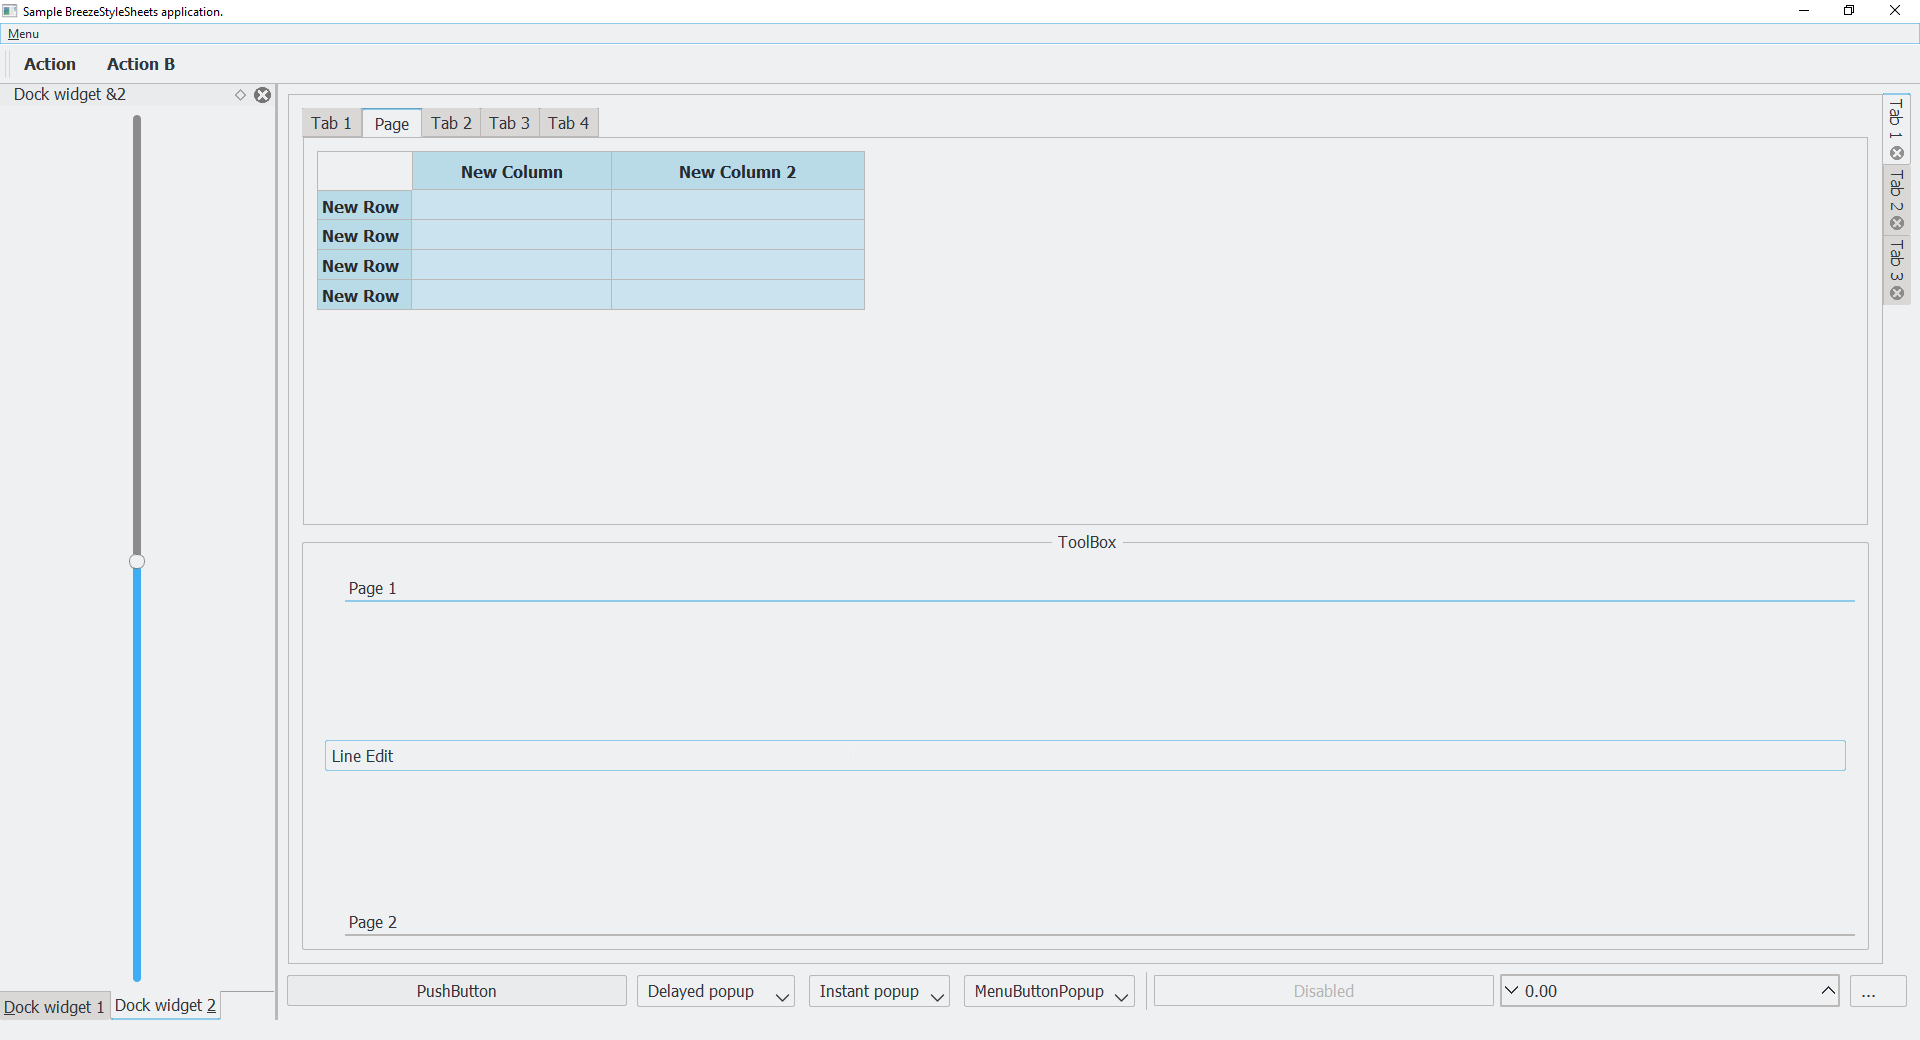 Sample BreezeStyleSheets application.
Menu
Action Action B
Dock widget &2
Tab 1 Page Tab 2 Tab 3 Tab 4
New Column New Column 2
New Row
New Row
New Row
New Row
Tab 1
Tab 2
Tab 3
ToolBox
Page 1
Line Edit
Page 2
Dock widget 1 Dock widget 2
PushButton Delayed popup Instant popup MenuButtonPopup Disabled 0.00 ...